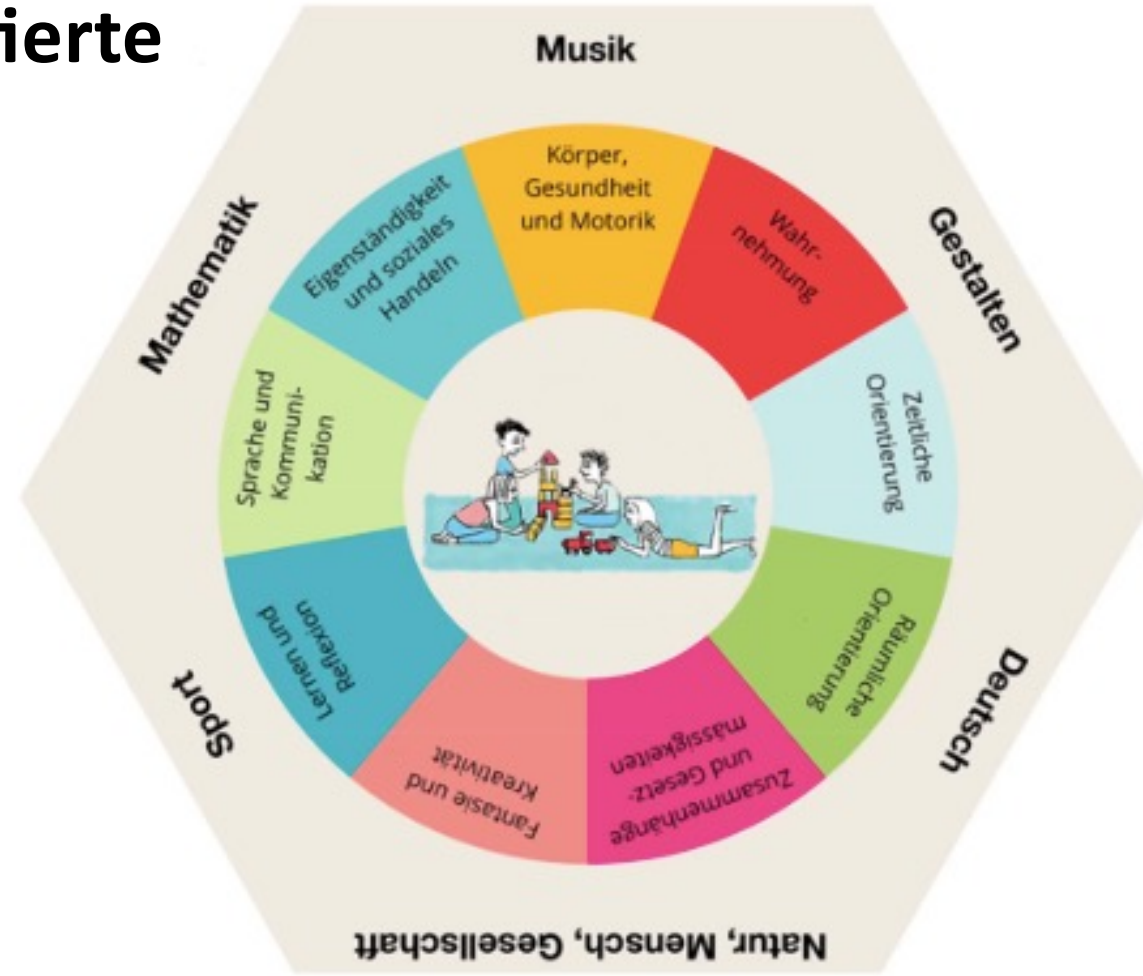 ierte
Musik
Gestalten
Deutsch
Natur, Mensch, Gesellschaft
Sport
Mathematik
Körper,
Gesundheit
und Motorik
Wahr-
nehmung
Zeitliche
Orientierung
Räumliche
Orientierung
Zusammenhänge
und Gesetz-
mässigkeiten
Fantasie und
Kreativität
Lernen und
Reflexion
Sprache und
Kommuni-
kation
Eigenständigkeit
und soziales
Handeln